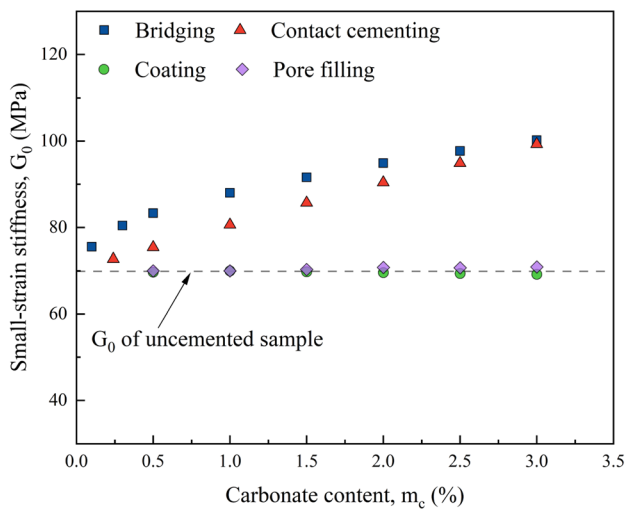 Bridging
Contact cementing
Coating
Pore filling
120
100
80
60
40
Small-strain stiffness, G₀ (MPa)
G₀ of uncemented sample
0.0 0.5 1.0 1.5 2.0 2.5 3.0 3.5
Carbonate content, m_c (%)